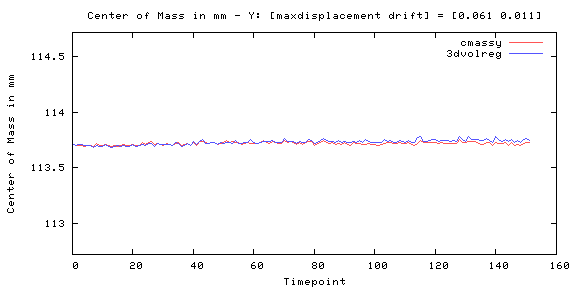 Center of Mass in mm - Y: [maxdisplacement drift] = [0.061 0.011]
cmassy
3dvolreg
114.5
114
113.5
113
Center of Mass in mm
0 20 40 60 80 100 120 140 160
Timepoint